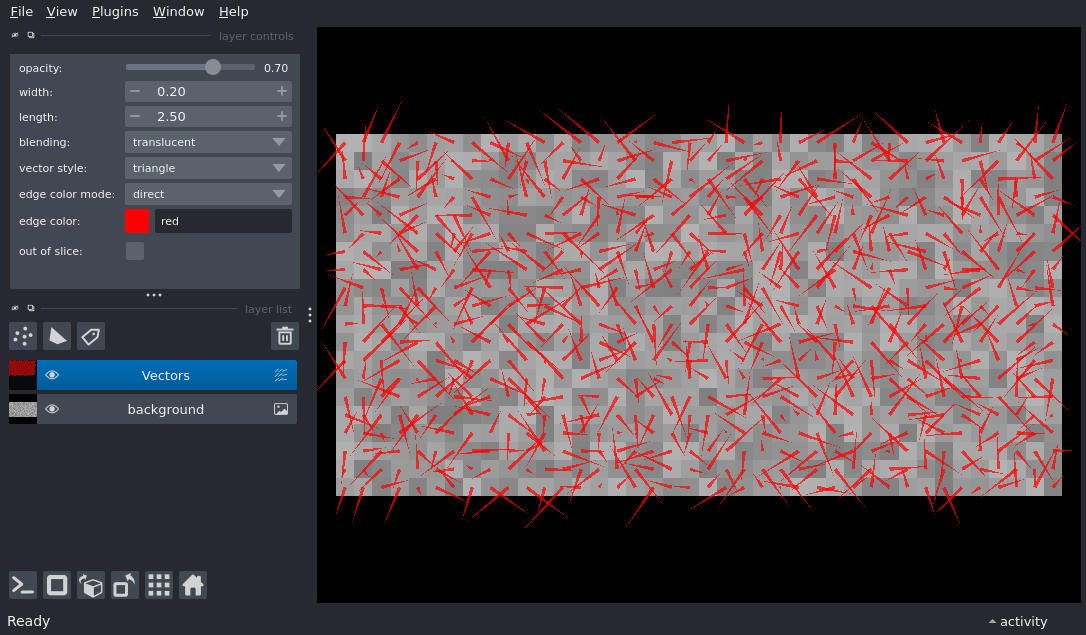 File View Plugins Window Help
layer controls
opacity: 0.70
width: − 0.20 +
length: − 2.50 +
blending: translucent
vector style: triangle
edge color mode: direct
edge color: red
out of slice:
layer list
Vectors
background
Ready activity